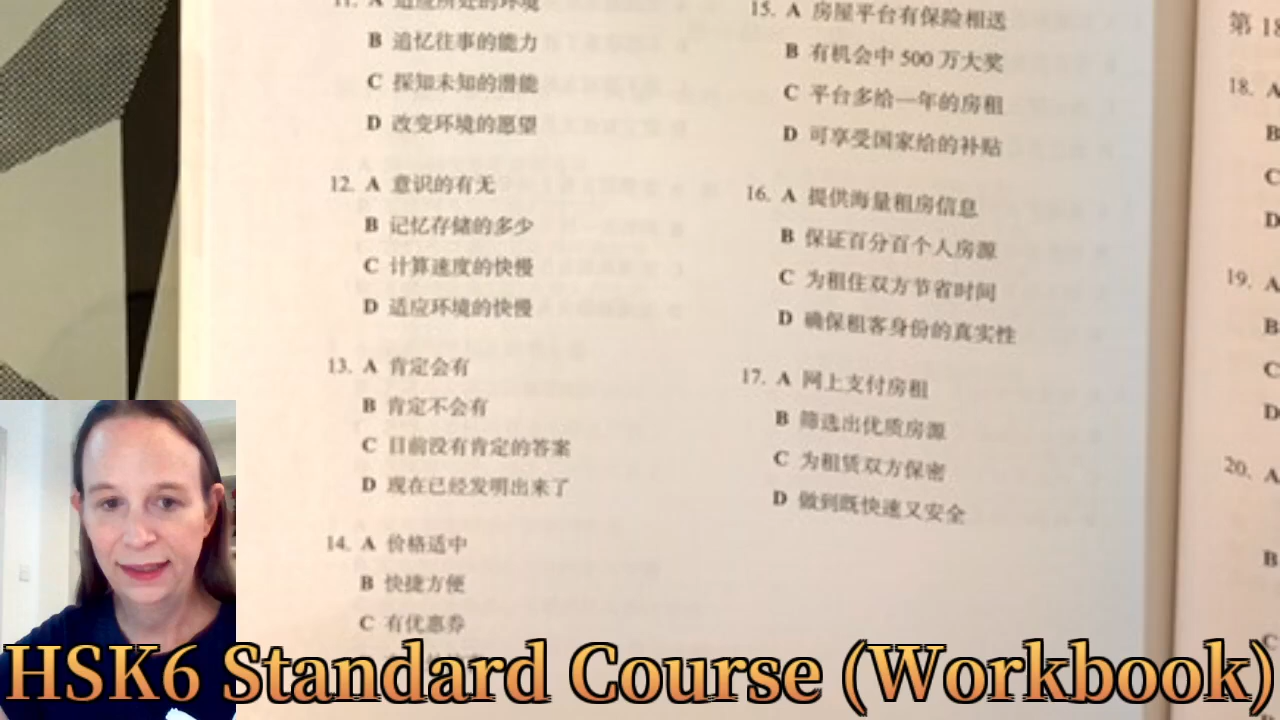 11. A 适应所处的环境
B 追忆往事的能力
C 探知未知的潜能
D 改变环境的愿望
12. A 意识的有无
B 记忆存储的多少
C 计算速度的快慢
D 适应环境的快慢
13. A 肯定会有
B 肯定不会有
C 目前没有肯定的答案
D 现在已经发明出来了
14. A 价格适中
B 快捷方便
C 有优惠券
15. A 房屋平台有保险相送
B 有机会中 500 万大奖
C 平台多给一年的房租
D 可享受国家给的补贴
16. A 提供海量租房信息
B 保证百分百个人房源
C 为租住双方节省时间
D 确保租客身份的真实性
17. A 网上支付房租
B 筛选出优质房源
C 为租赁双方保密
D 做到既快速又安全
第 18
18. A
B
C
D
19. A
B
C
D
20. A
B
C
HSK6 Standard Course (Workbook)